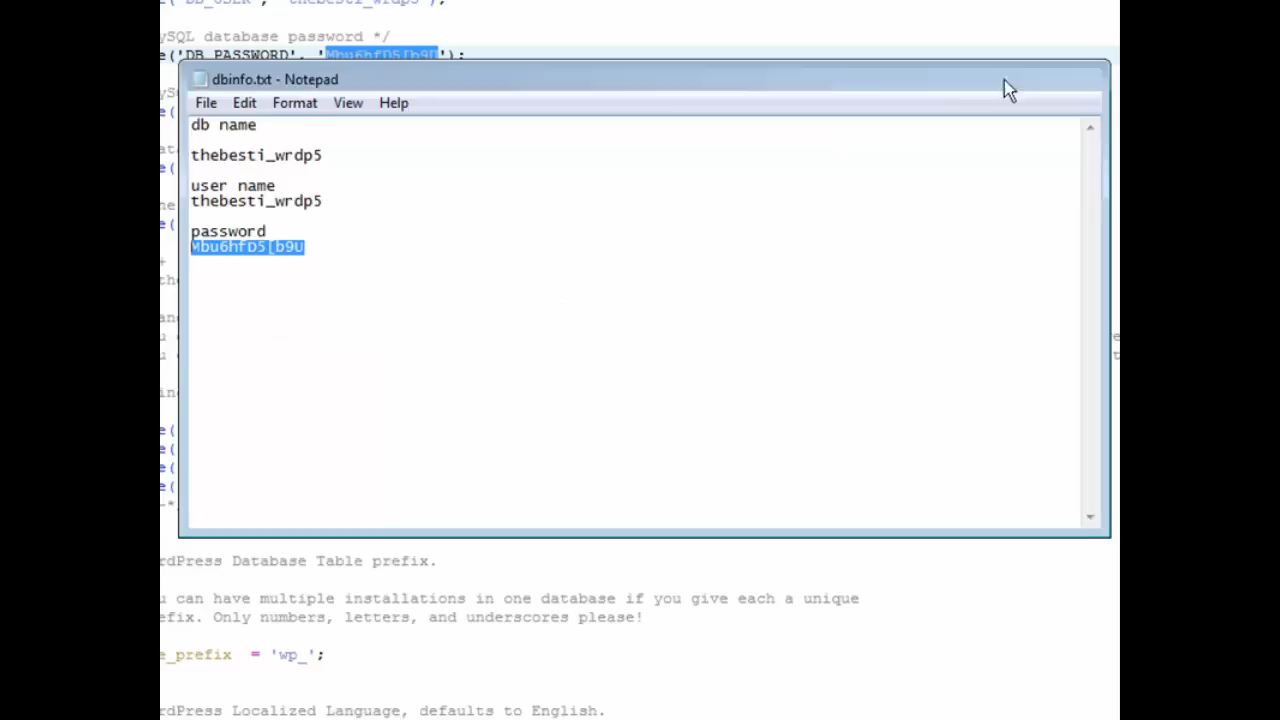 ySQL database password */
e('DB_PASSWORD', 'Mbu6hfD5[b9U');
dbinfo.txt - Notepad
File Edit Format View Help
db name
thebesti_wrdp5
user name
thebesti_wrdp5
password
Mbu6hfD5[b9U
rdPress Database Table prefix.
u can have multiple installations in one database if you give each a unique
efix. Only numbers, letters, and underscores please!
e_prefix = 'wp_';
rdPress Localized Language, defaults to English.